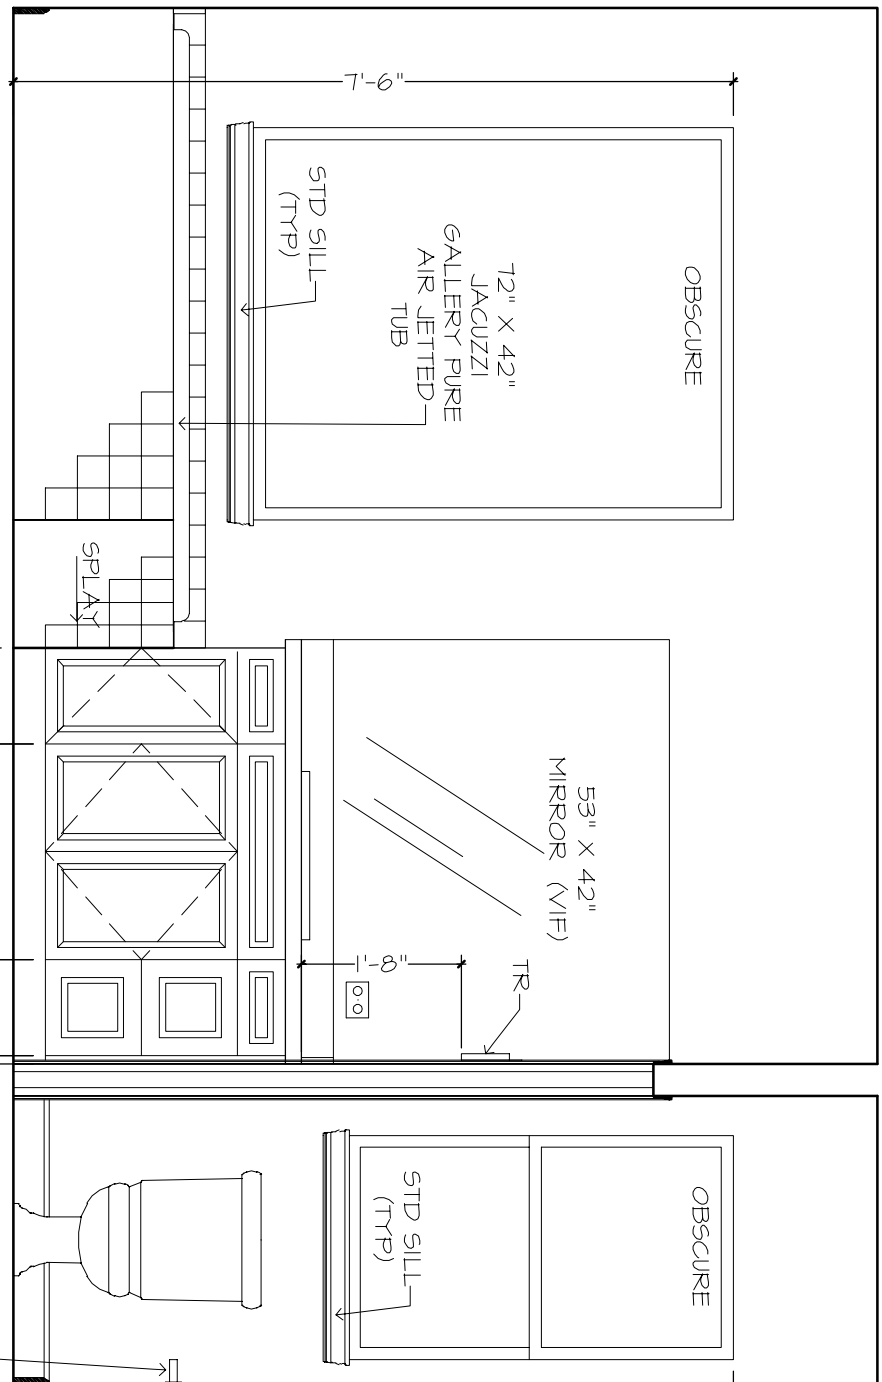 7'-6"
OBSCURE
72" X 42"
JACUZZI
GALLERY PURE
AIR JETTED
TUB
STD SILL
(TYP)
SPLAY
53" X 42"
MIRROR (VIF)
TR
1'-8"
OBSCURE
STD SILL
(TYP)